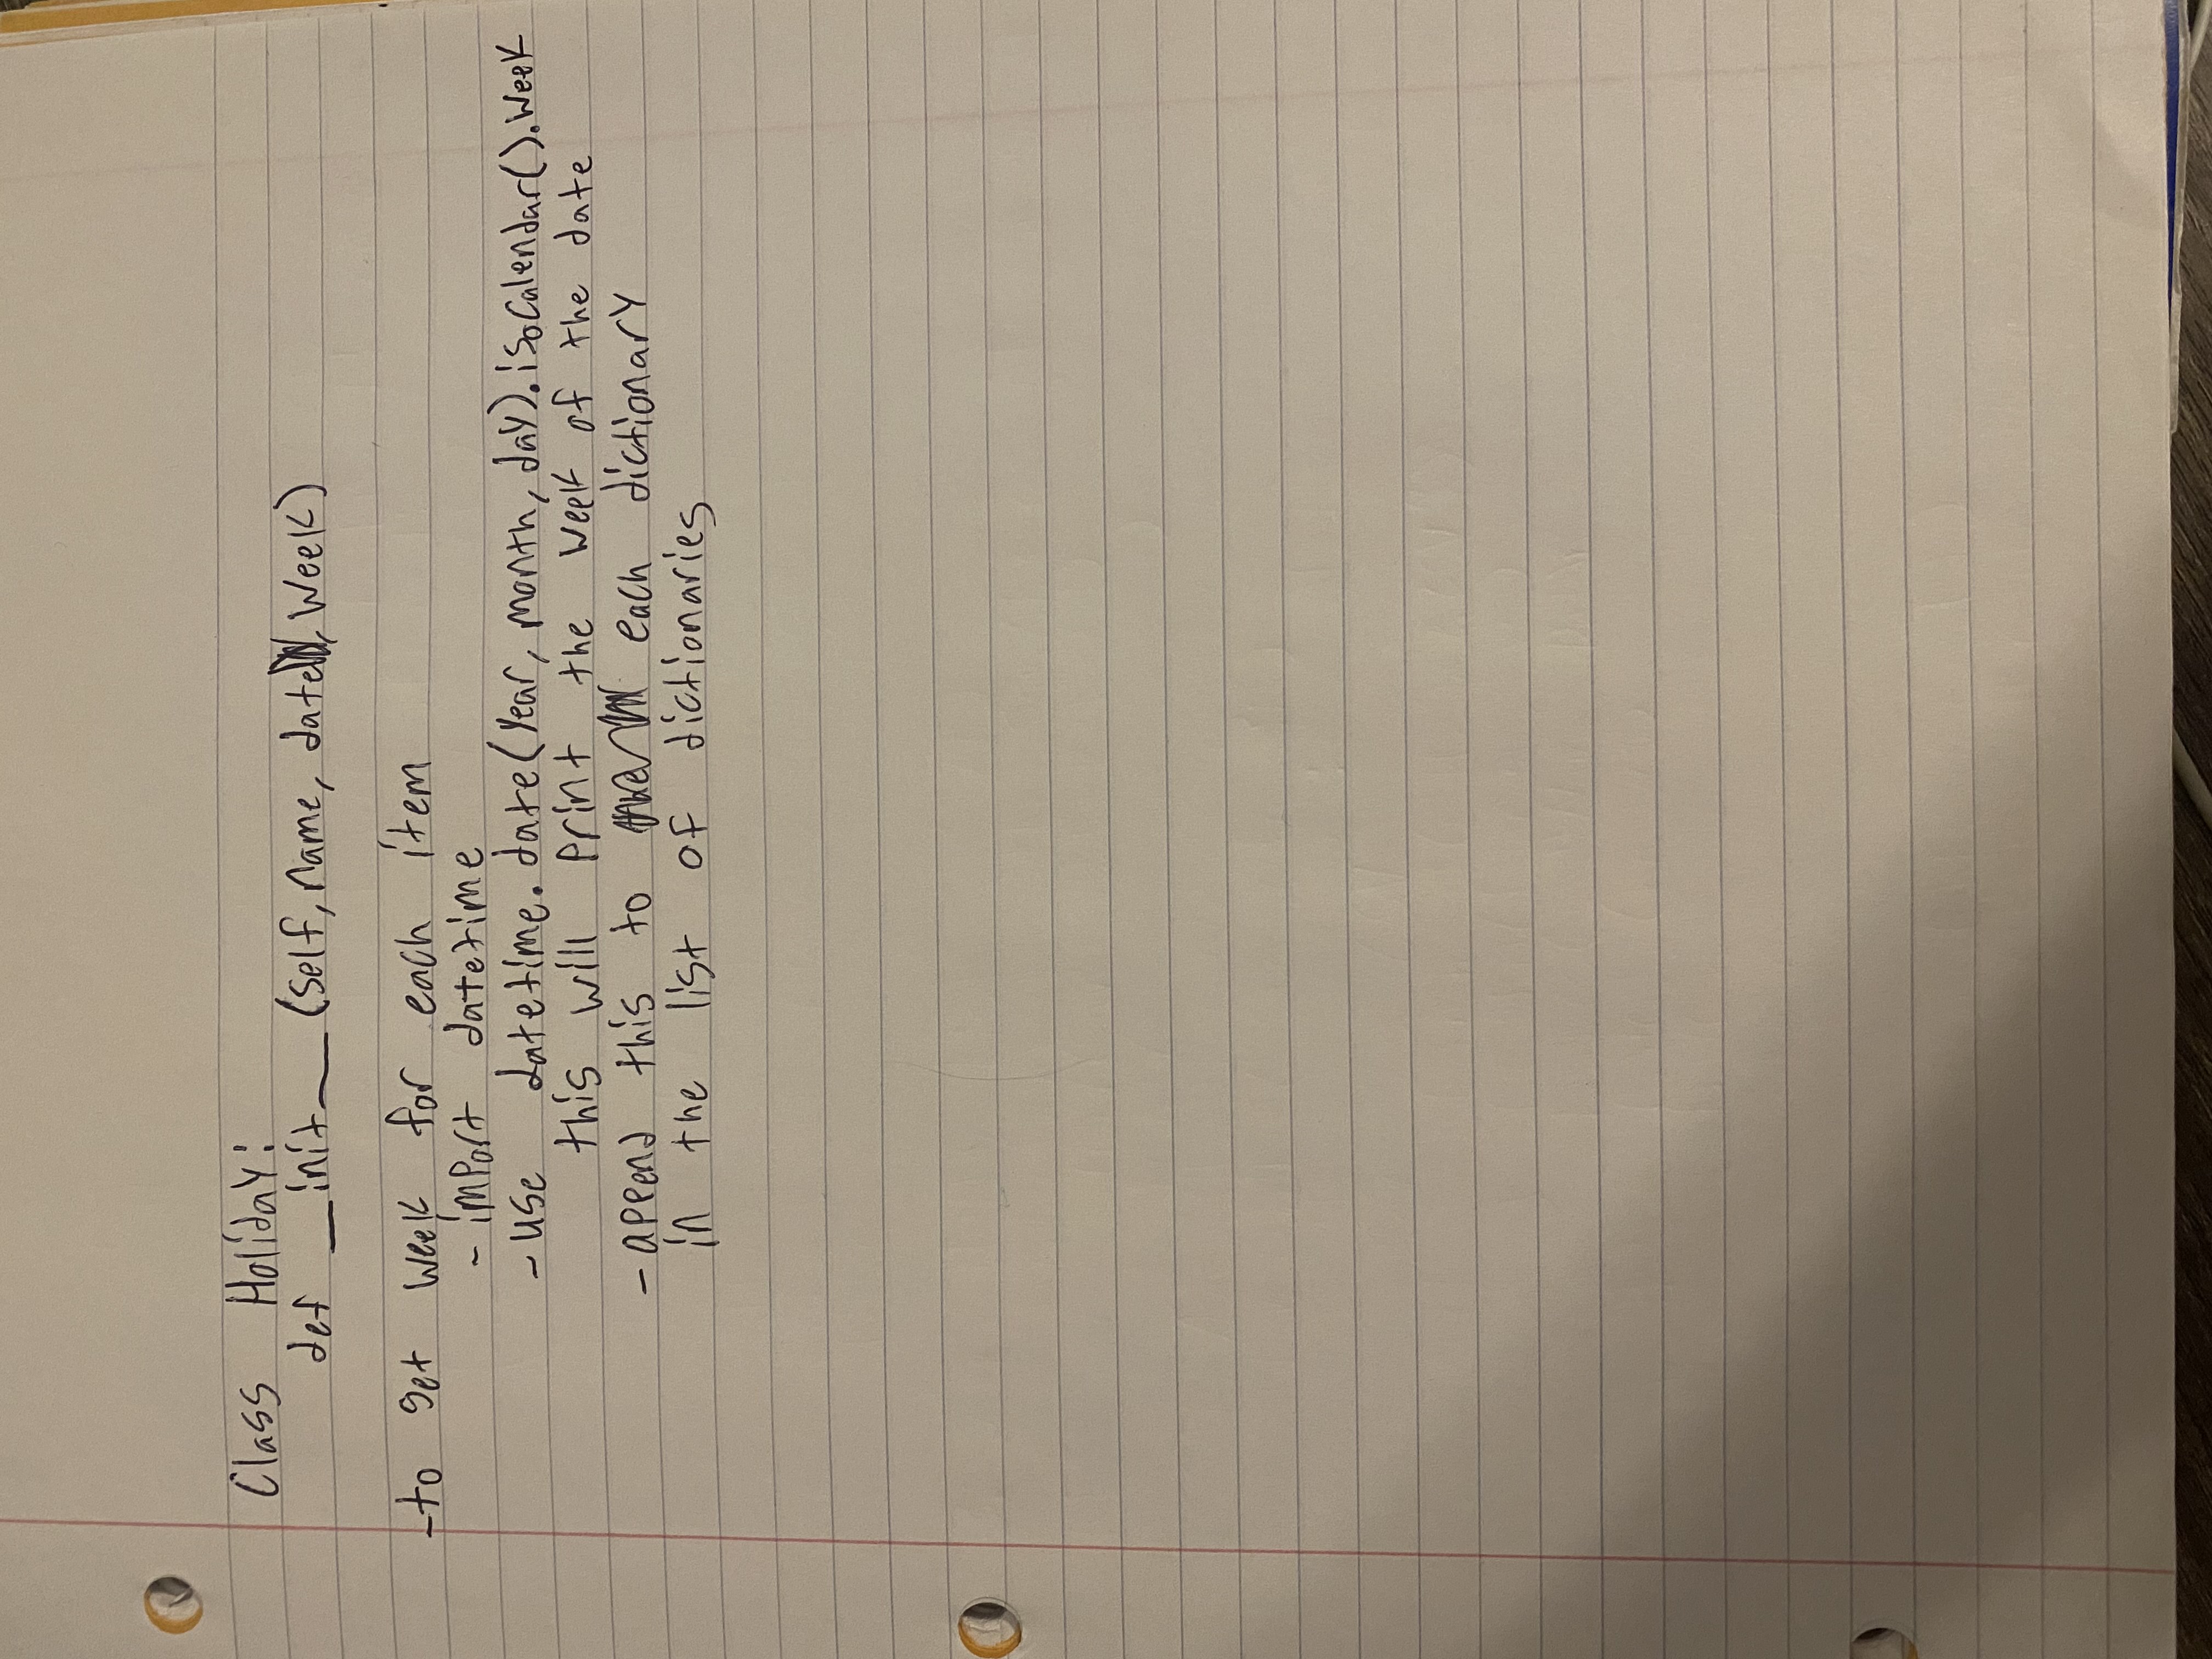 Class Holiday:
def __init__ (self, name, date, week)
-to get week for each item
- import datetime
- use datetime.date(year, month, day).isocalendar().week
this will print the week of the date
- append this to each dictionary
in the list of dictionaries